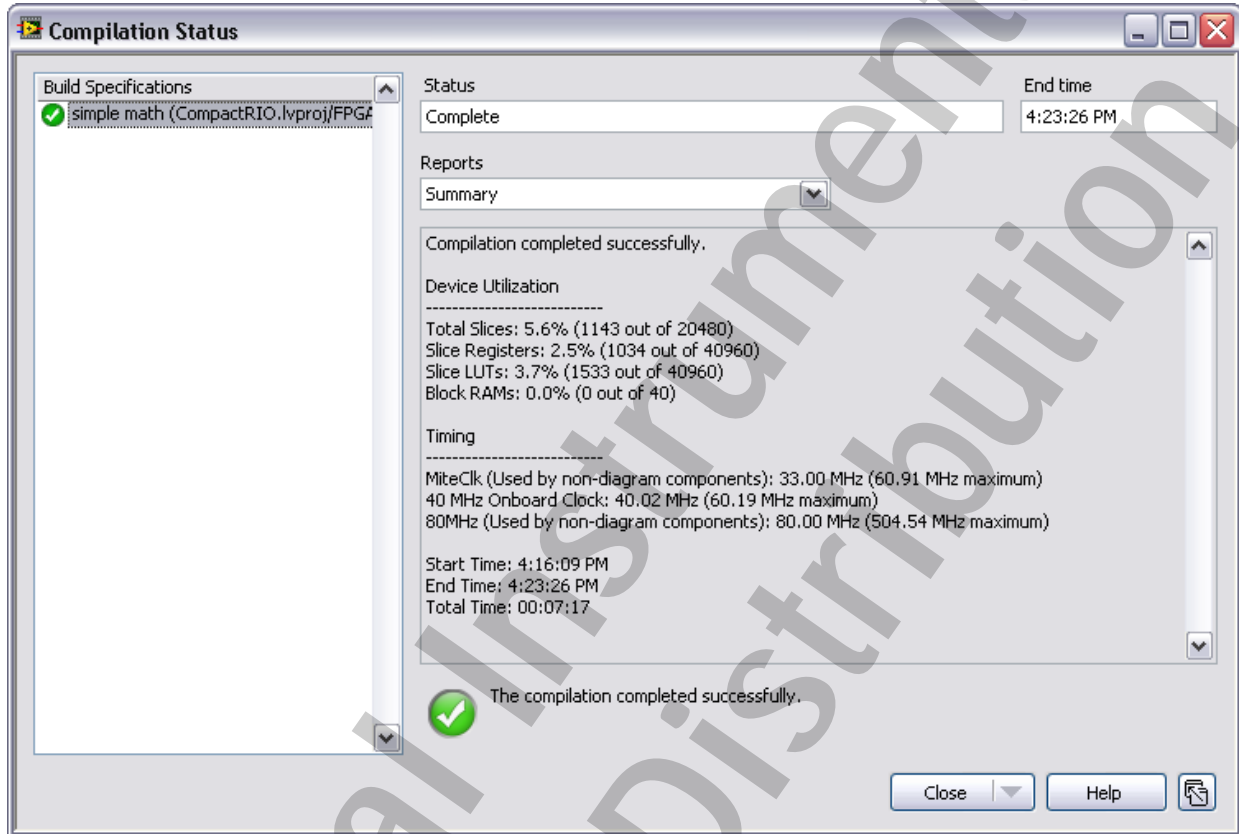 Compilation Status
Build Specifications
simple math (CompactRIO.lvproj/FPGA
Status
End time
Complete
4:23:26 PM
Reports
Summary
Compilation completed successfully.
Device Utilization
---------------------------
Total Slices: 5.6% (1143 out of 20480)
Slice Registers: 2.5% (1034 out of 40960)
Slice LUTs: 3.7% (1533 out of 40960)
Block RAMs: 0.0% (0 out of 40)
Timing
---------------------------
MiteClk (Used by non-diagram components): 33.00 MHz (60.91 MHz maximum)
40 MHz Onboard Clock: 40.02 MHz (60.19 MHz maximum)
80MHz (Used by non-diagram components): 80.00 MHz (504.54 MHz maximum)
Start Time: 4:16:09 PM
End Time: 4:23:26 PM
Total Time: 00:07:17
The compilation completed successfully.
Close
Help
al Instrument
Distribution